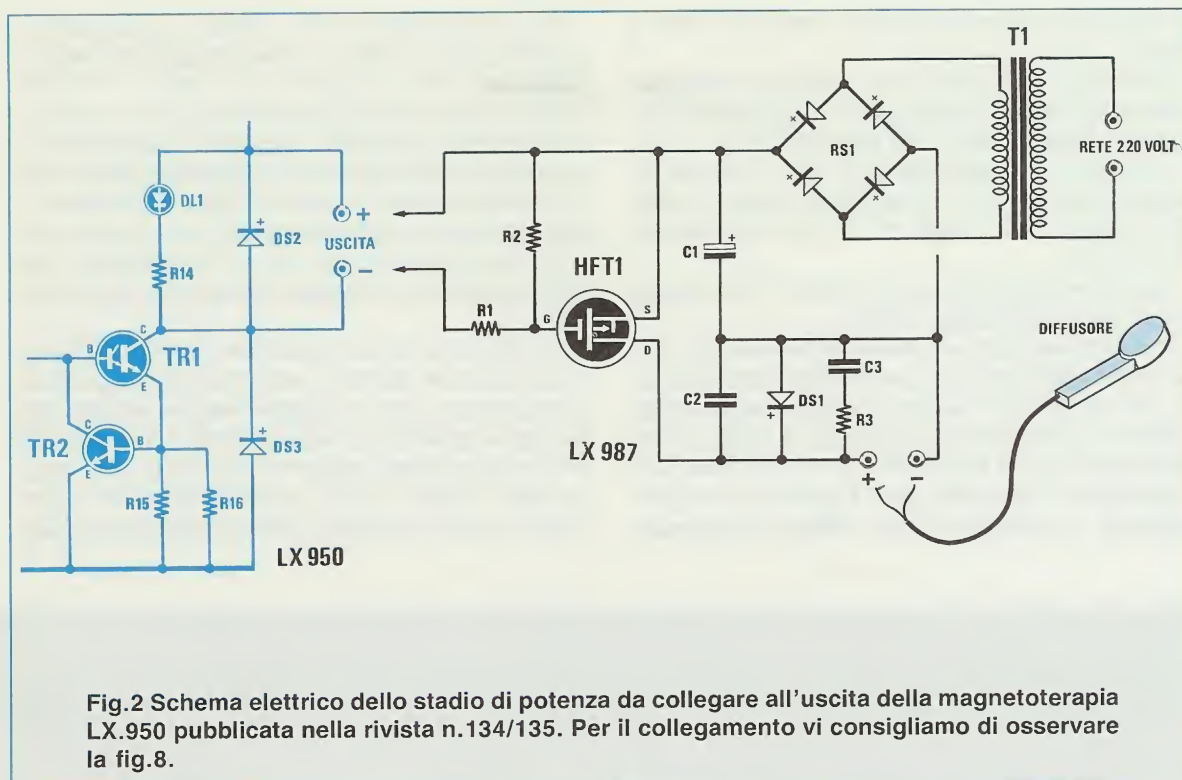 T1
RS1
RETE 220 VOLT
DL1
DS2
+
USCITA
-
R14
R2
C1
+
HFT1
R1
G
S
D
DIFFUSORE
B
C
E
TR1
C2
DS1
+
C3
R3
TR2
C
B
E
DS3
LX 987
+
-
R15
R16
LX 950
Fig.2 Schema elettrico dello stadio di potenza da collegare all'uscita della magnetoterapia
LX.950 pubblicata nella rivista n.134/135. Per il collegamento vi consigliamo di osservare
la fig.8.